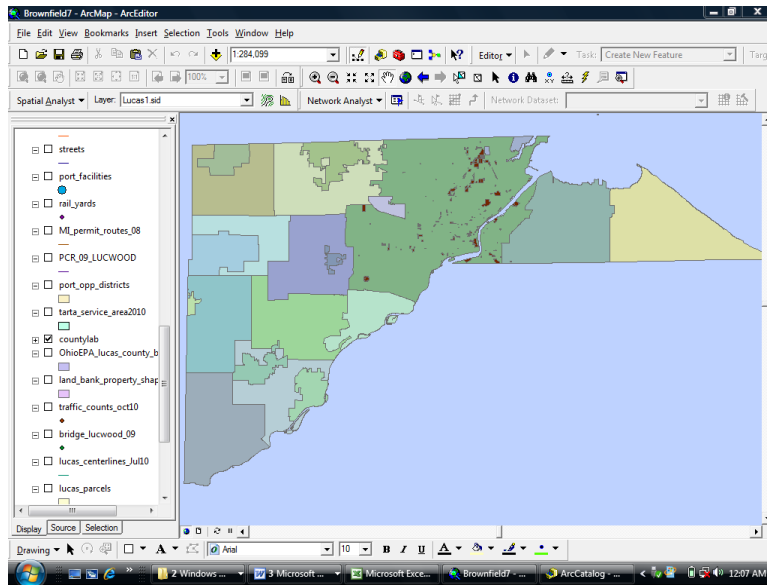 Brownfield7 - ArcMap - ArcEditor
File Edit View Bookmarks Insert Selection Tools Window Help
1:284,099 Editor Task: Create New Feature Targ
100%
Spatial Analyst Layer: Lucas1.sid Network Analyst Network Dataset:
streets
port_facilities
rail_yards
MI_permit_routes_08
PCR_09_LUCWOOD
port_opp_districts
tarta_service_area2010
countylab
OhioEPA_lucas_county_b
land_bank_property_shap
traffic_counts_oct10
bridge_lucwood_09
lucas_centerlines_Jul10
lucas_parcels
Display Source Selection
Drawing A Arial 10 B I U A
2 Windows ... 3 Microsoft ... Microsoft Exce... Brownfield7 - ... ArcCatalog - ... 12:07 AM